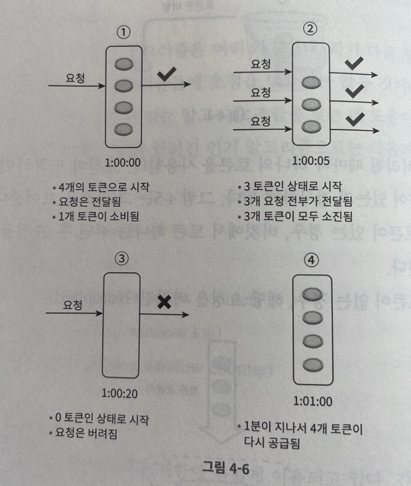 ①
요청
1:00:00
• 4개의 토큰으로 시작
• 요청은 전달됨
• 1개 토큰이 소비됨
②
요청
요청
요청
1:00:05
• 3 토큰인 상태로 시작
• 3개 요청 전부가 전달됨
• 3개 토큰이 모두 소진됨
③
요청
1:00:20
• 0 토큰인 상태로 시작
• 요청은 버려짐
④
1:01:00
• 1분이 지나서 4개 토큰이
다시 공급됨
그림 4-6